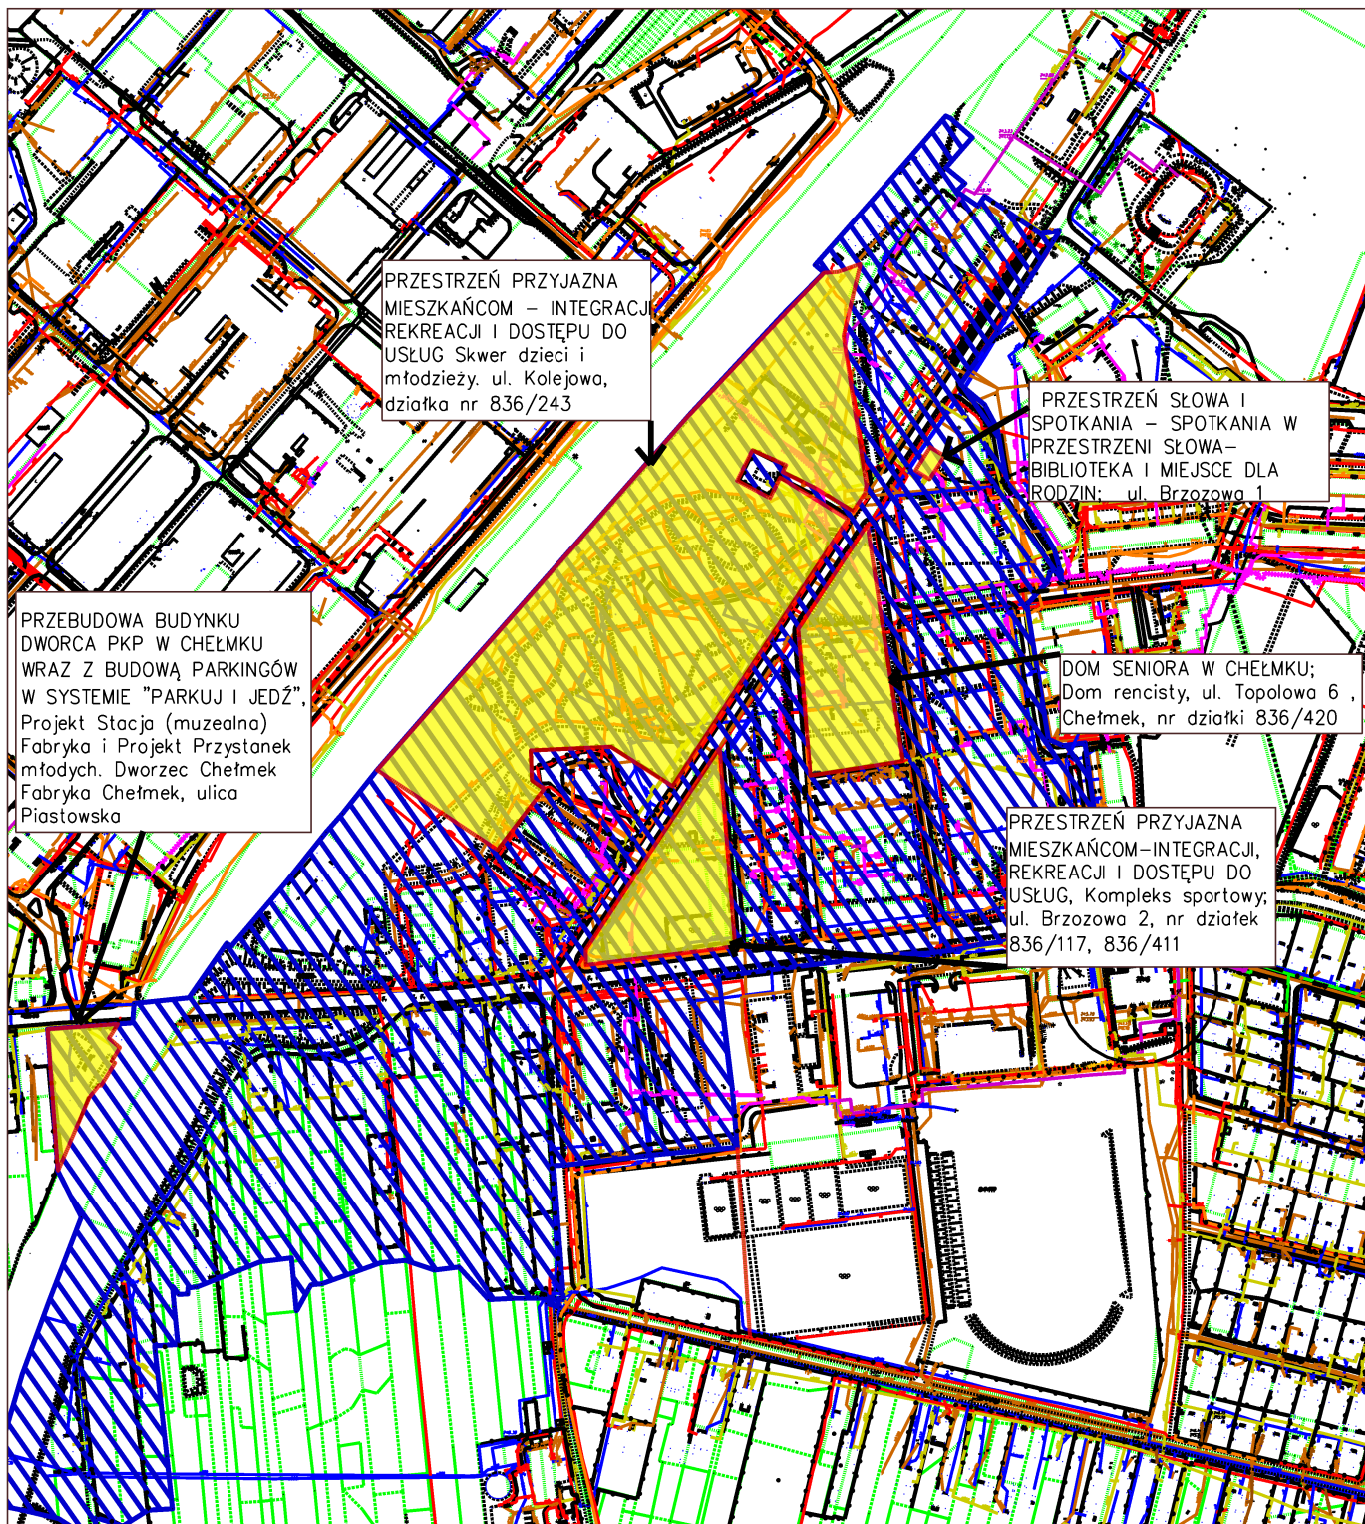 PRZESTRZEŃ PRZYJAZNA
MIESZKAŃCOM – INTEGRACJI
REKREACJI I DOSTĘPU DO
USŁUG Skwer dzieci i
młodzieży. ul. Kolejowa,
działka nr 836/243
PRZESTRZEŃ SŁOWA I
SPOTKANIA – SPOTKANIA W
PRZESTRZENI SŁOWA–
BIBLIOTEKA I MIEJSCE DLA
RODZIN; ul. Brzozowa 1
PRZEBUDOWA BUDYNKU
DWORCA PKP W CHEŁMKU
WRAZ Z BUDOWĄ PARKINGÓW
W SYSTEMIE "PARKUJ I JEDŹ",
Projekt Stacja (muzealna)
Fabryka i Projekt Przystanek
młodych. Dworzec Chełmek
Fabryka Chełmek, ulica
Piastowska
DOM SENIORA W CHEŁMKU;
Dom rencisty, ul. Topolowa 6 ,
Chełmek, nr działki 836/420
PRZESTRZEŃ PRZYJAZNA
MIESZKAŃCOM–INTEGRACJI,
REKREACJI I DOSTĘPU DO
USŁUG, Kompleks sportowy;
ul. Brzozowa 2, nr działek
836/117, 836/411